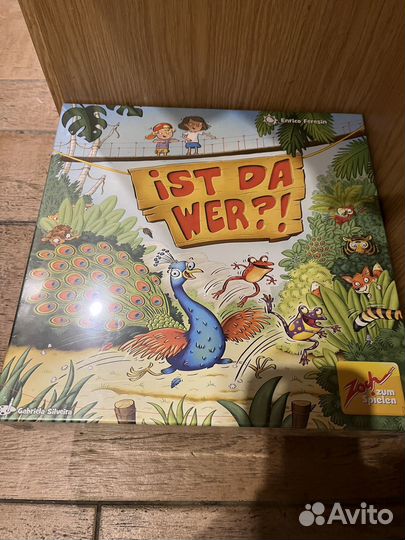 Enrico Feresin
iST DA
WER?!
Zoch
zum
Spielen
Gabriela Silveira
Avito